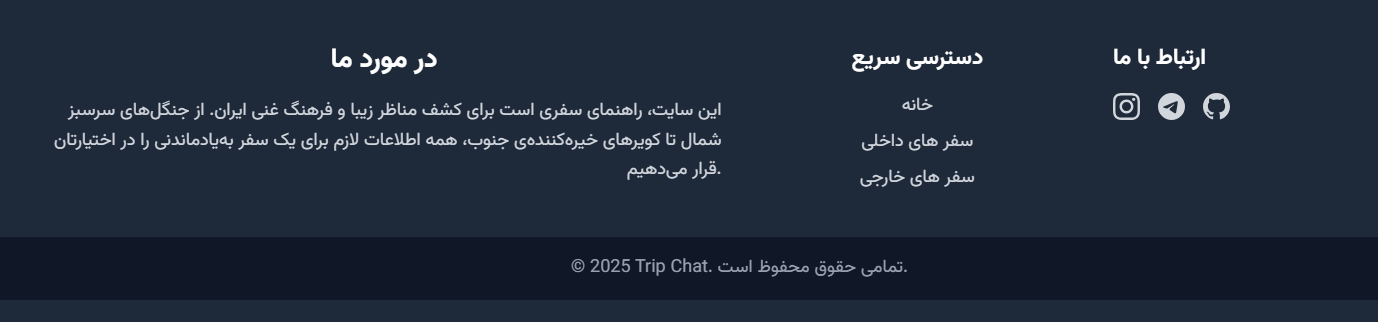 در مورد ما
این سایت، راهنمای سفری است برای کشف مناظر زیبا و فرهنگ غنی ایران. از جنگل‌های سرسبز
شمال تا کویرهای خیره‌کننده‌ی جنوب، همه اطلاعات لازم برای یک سفر به‌یادماندنی را در اختیارتان
قرار می‌دهیم.
دسترسی سریع
خانه
سفر های داخلی
سفر های خارجی
ارتباط با ما
© 2025 Trip Chat. تمامی حقوق محفوظ است.